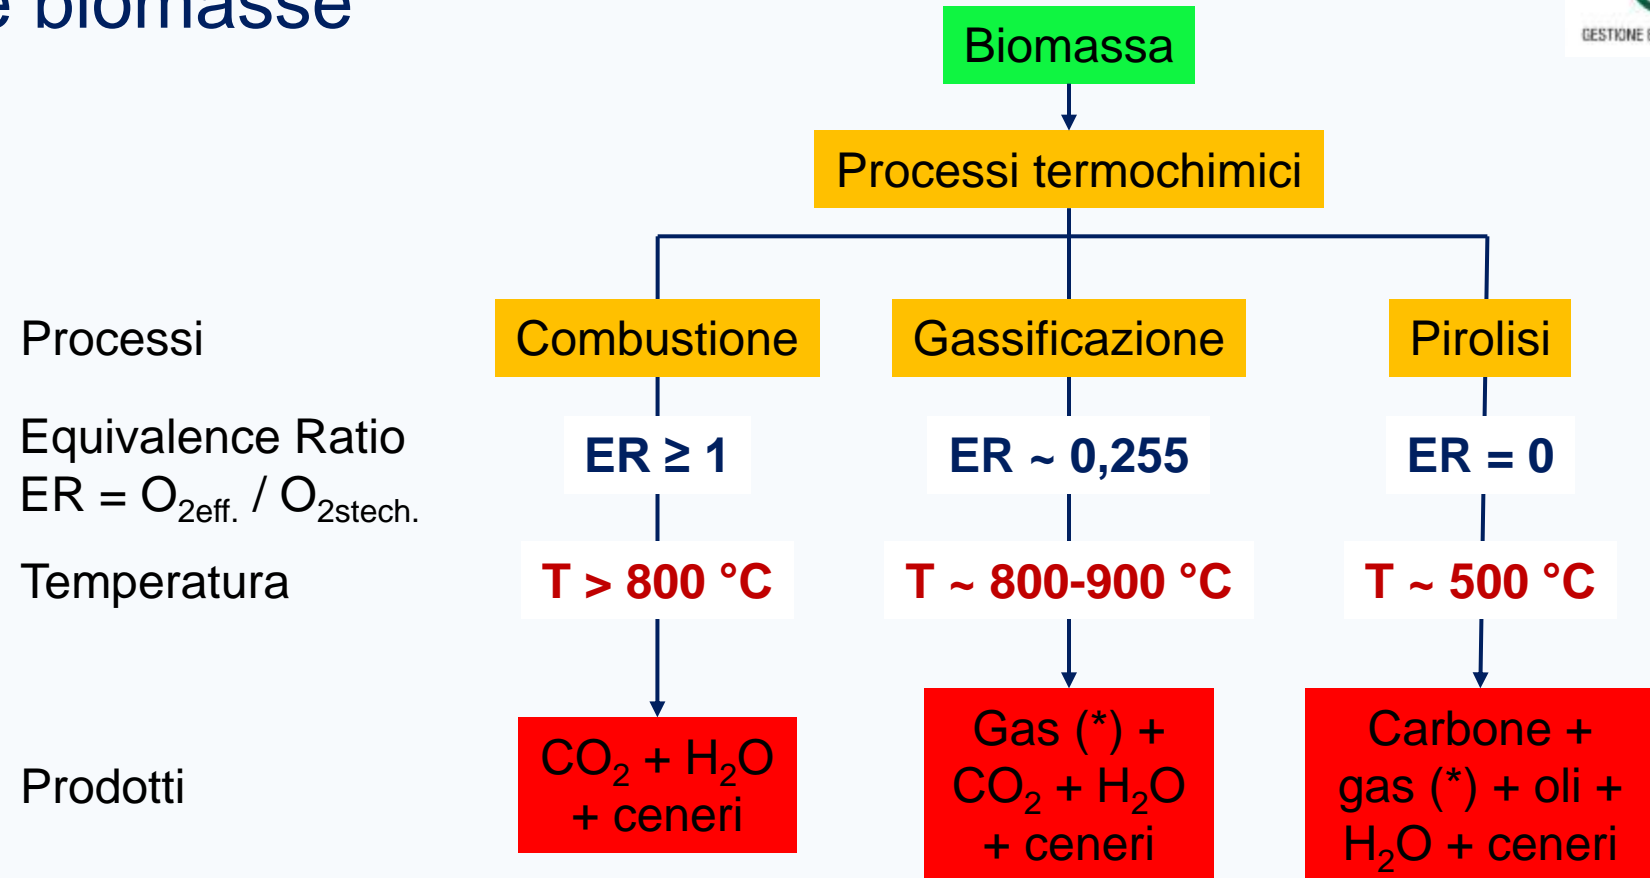 e biomasse
GESTIONE
Biomassa
Processi termochimici
Processi
Combustione
Gassificazione
Pirolisi
Equivalence Ratio
ER = O₂eff. / O₂stech.
ER ≥ 1
ER ~ 0,255
ER = 0
Temperatura
T > 800 °C
T ~ 800-900 °C
T ~ 500 °C
Prodotti
CO₂ + H₂O
+ ceneri
Gas (*) +
CO₂ + H₂O
+ ceneri
Carbone +
gas (*) + oli +
H₂O + ceneri